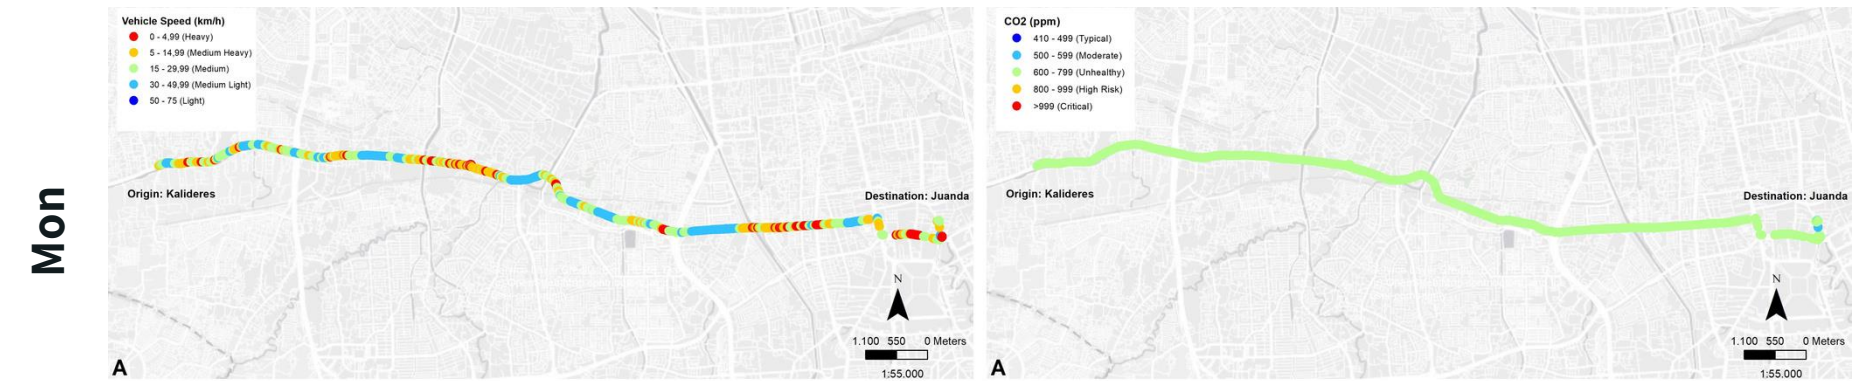 Mon
Vehicle Speed (km/h)
0 - 4,99 (Heavy)
5 - 14,99 (Medium Heavy)
15 - 29,99 (Medium)
30 - 49,99 (Medium Light)
50 - 75 (Light)
Origin: Kalideres
Destination: Juanda
N
1.100 550 0 Meters
1:55.000
A
CO2 (ppm)
410 - 499 (Typical)
500 - 599 (Moderate)
600 - 799 (Unhealthy)
800 - 999 (High Risk)
>999 (Critical)
Origin: Kalideres
Destination: Juanda
N
1.100 550 0 Meters
1:55.000
A